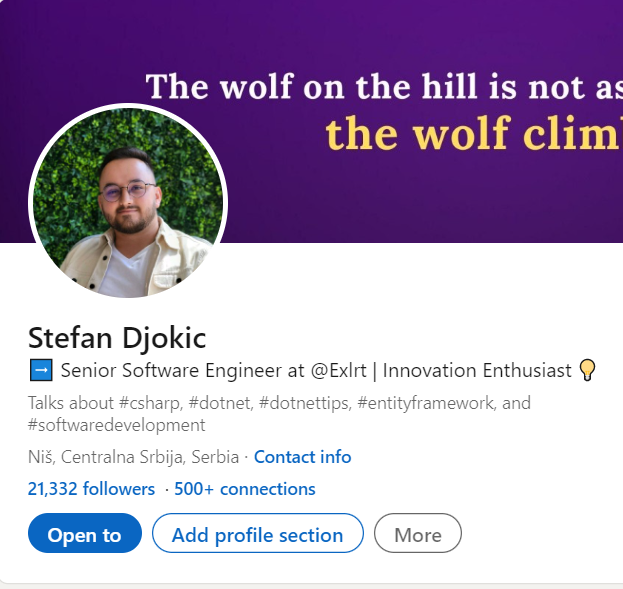 The wolf on the hill is not as
the wolf climb
Stefan Djokic
➡️ Senior Software Engineer at @Exlrt | Innovation Enthusiast 💡
Talks about #csharp, #dotnet, #dotnettips, #entityframework, and
#softwaredevelopment
Niš, Centralna Srbija, Serbia · Contact info
21,332 followers · 500+ connections
Open to
Add profile section
More